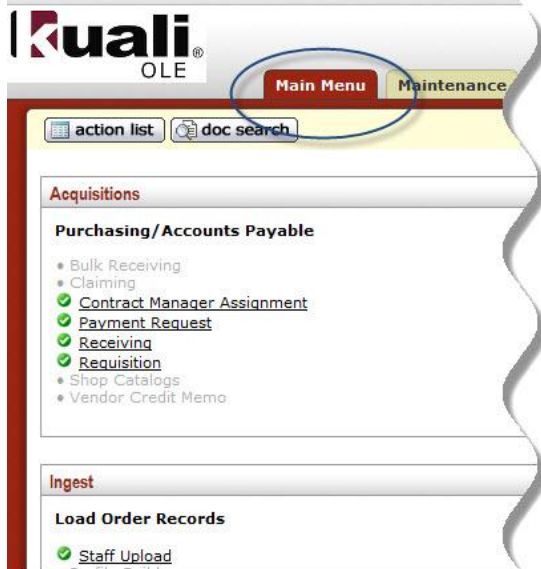 kuali®
OLE
Main Menu Maintenance
action list doc search
Acquisitions
Purchasing/Accounts Payable
Bulk Receiving
Claiming
Contract Manager Assignment
Payment Request
Receiving
Requisition
Shop Catalogs
Vendor Credit Memo
Ingest
Load Order Records
Staff Upload